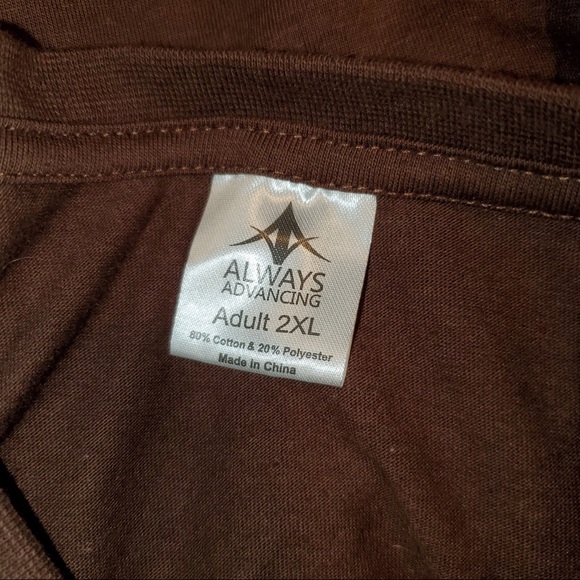 ALWAYS
ADVANCING
Adult 2XL
80% Cotton & 20% Polyester
Made in China